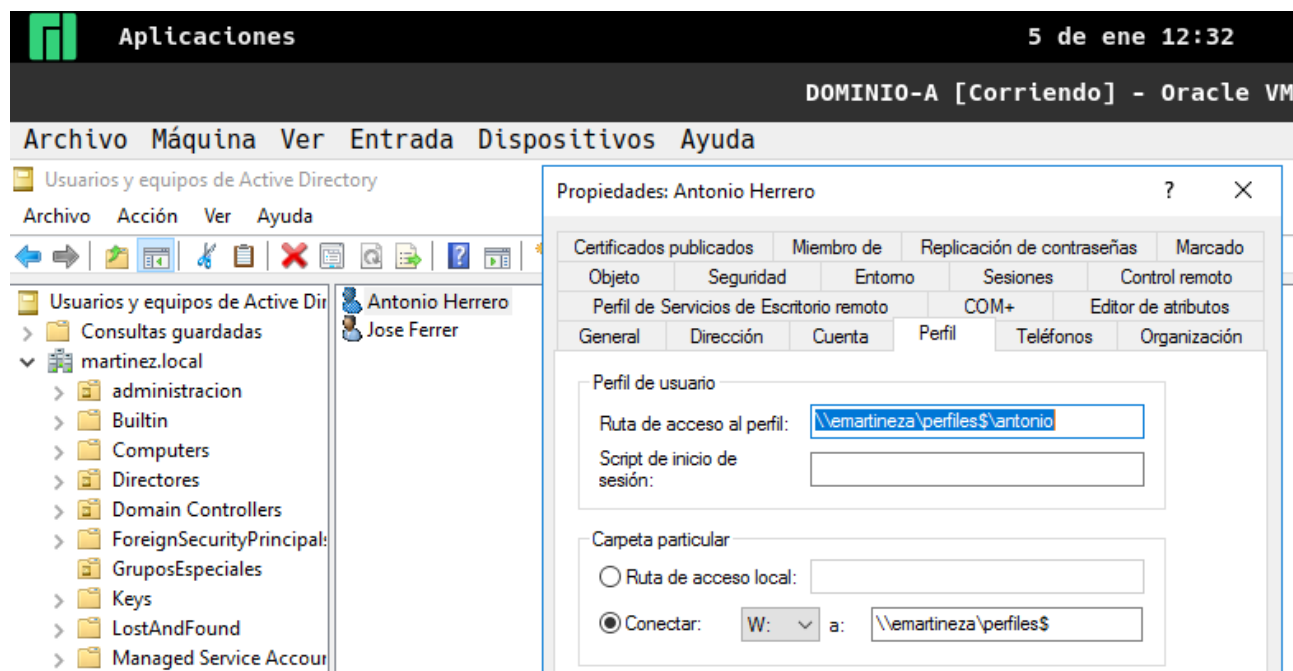 Aplicaciones 5 de ene 12:32
DOMINIO-A [Corriendo] - Oracle VM
Archivo Máquina Ver Entrada Dispositivos Ayuda
Usuarios y equipos de Active Directory
Archivo Acción Ver Ayuda
Usuarios y equipos de Active Dir
Consultas guardadas
martinez.local
administracion
Builtin
Computers
Directores
Domain Controllers
ForeignSecurityPrincipals
GruposEspeciales
Keys
LostAndFound
Managed Service Accour
Antonio Herrero
Jose Ferrer
Propiedades: Antonio Herrero ?
Certificados publicados Miembro de Replicación de contraseñas Marcado
Objeto Seguridad Entorno Sesiones Control remoto
Perfil de Servicios de Escritorio remoto COM+ Editor de atributos
General Dirección Cuenta Perfil Teléfonos Organización
Perfil de usuario
Ruta de acceso al perfil: \\emartineza\perfiles$\antonio
Script de inicio de
sesión:
Carpeta particular
Ruta de acceso local:
Conectar: W: a: \\emartineza\perfiles$